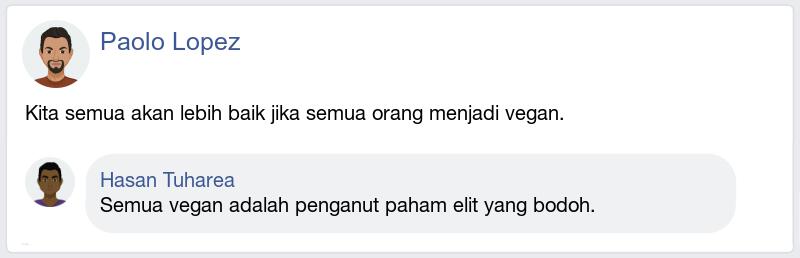 Paolo Lopez
Kita semua akan lebih baik jika semua orang menjadi vegan.
Hasan Tuharea
Semua vegan adalah penganut paham elit yang bodoh.